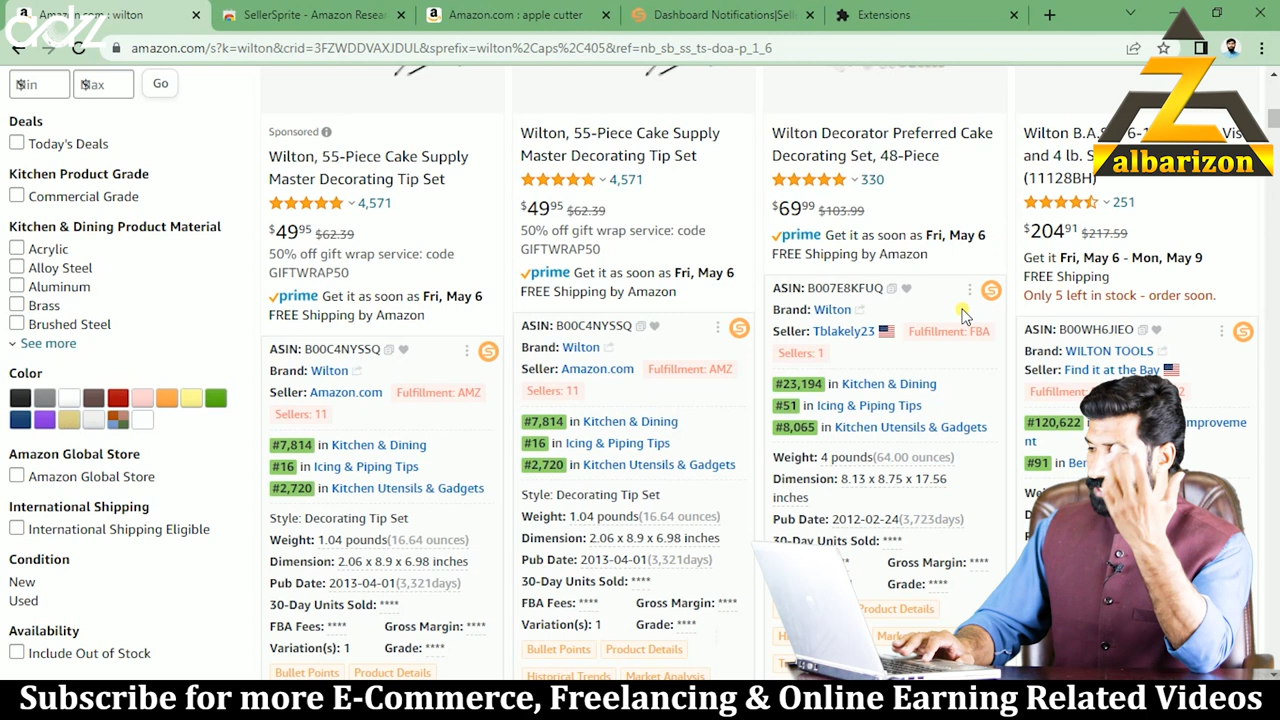 Amazon.com : wilton
SellerSprite - Amazon Resea
Amazon.com : apple cutter
Dashboard Notifications|Sell
Extensions
amazon.com/s?k=wilton&crid=3FZWDDVAXJDUL&sprefix=wilton%2Caps%2C405&ref=nb_sb_ss_ts-doa-p_1_6
albarizon
$Min
$Max
Go
Deals
Today's Deals
Kitchen Product Grade
Commercial Grade
Kitchen & Dining Product Material
Acrylic
Alloy Steel
Aluminum
Brass
Brushed Steel
See more
Color
Amazon Global Store
Amazon Global Store
International Shipping
International Shipping Eligible
Condition
New
Used
Availability
Include Out of Stock
Sponsored
Wilton, 55-Piece Cake Supply
Master Decorating Tip Set
4,571
$49 95 $62.39
50% off gift wrap service: code
GIFTWRAP50
prime Get it as soon as Fri, May 6
FREE Shipping by Amazon
ASIN: B00C4NYSSQ
Brand: Wilton
Seller: Amazon.com Fulfillment: AMZ
Sellers: 11
#7,814 in Kitchen & Dining
#16 in Icing & Piping Tips
#2,720 in Kitchen Utensils & Gadgets
Style: Decorating Tip Set
Weight: 1.04 pounds(16.64 ounces)
Dimension: 2.06 x 8.9 x 6.98 inches
Pub Date: 2013-04-01(3,321days)
30-Day Units Sold: ****
FBA Fees: **** Gross Margin: ****
Variation(s): 1 Grade: ****
Bullet Points Product Details
Wilton, 55-Piece Cake Supply
Master Decorating Tip Set
4,571
$49 95 $62.39
50% off gift wrap service: code
GIFTWRAP50
prime Get it as soon as Fri, May 6
FREE Shipping by Amazon
ASIN: B00C4NYSSQ
Brand: Wilton
Seller: Amazon.com Fulfillment: AMZ
Sellers: 11
#7,814 in Kitchen & Dining
#16 in Icing & Piping Tips
#2,720 in Kitchen Utensils & Gadgets
Style: Decorating Tip Set
Weight: 1.04 pounds(16.64 ounces)
Dimension: 2.06 x 8.9 x 6.98 inches
Pub Date: 2013-04-01(3,321days)
30-Day Units Sold: ****
FBA Fees: **** Gross Margin: ****
Variation(s): 1 Grade: ****
Bullet Points Product Details
Historical Trends Market Analysis
Wilton Decorator Preferred Cake
Decorating Set, 48-Piece
330
$69 99 $103.99
prime Get it as soon as Fri, May 6
FREE Shipping by Amazon
ASIN: B007E8KFUQ
Brand: Wilton
Seller: Tblakely23 Fulfillment: FBA
Sellers: 1
#23,194 in Kitchen & Dining
#51 in Icing & Piping Tips
#8,065 in Kitchen Utensils & Gadgets
Weight: 4 pounds(64.00 ounces)
Dimension: 8.13 x 8.75 x 17.56
inches
Pub Date: 2012-02-24(3,723days)
30-Day Units Sold: ****
Gross Margin: ****
Grade: ****
Product Details
Wilton
and 4 lb.
(11128BH)
251
$204 91 $217.59
Get it Fri, May 6 - Mon, May 9
FREE Shipping
Only 5 left in stock - order soon.
ASIN: B00WH6JIEO
Brand: WILTON TOOLS
Seller: Find it at the Bay
#120,622
#91 in
Subscribe for more E-Commerce, Freelancing & Online Earning Related Videos